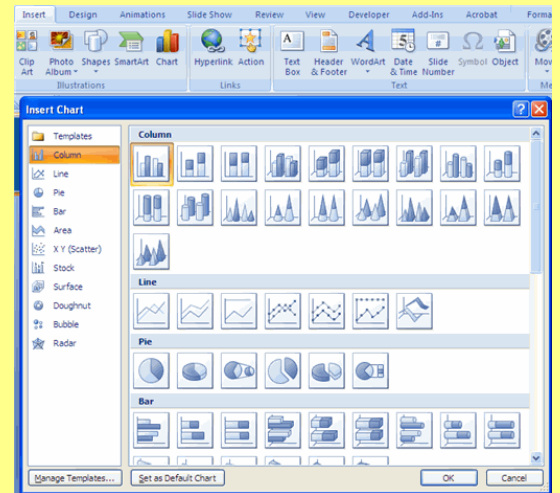 Insert Design Animations Slide Show Review View Developer Add-Ins Acrobat
Clip Art Photo Album Shapes SmartArt Chart Hyperlink Action Text Box Header & Footer WordArt Date & Time Slide Number Symbol Object
Illustrations Links Text
Insert Chart
Templates
Column
Line
Pie
Bar
Area
X Y (Scatter)
Stock
Surface
Doughnut
Bubble
Radar
Column
Line
Pie
Bar
Manage Templates... Set as Default Chart OK Cancel